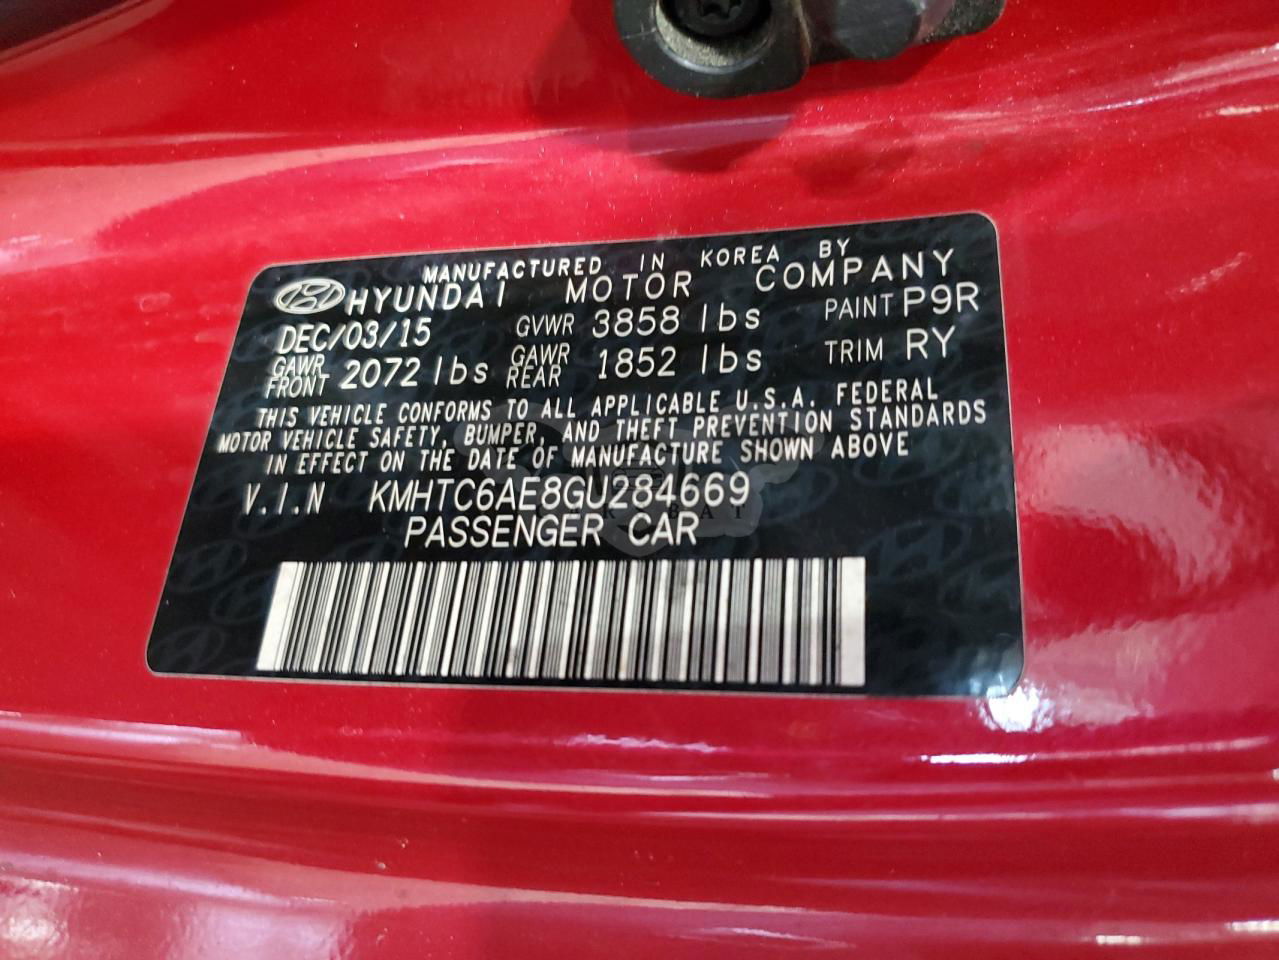 MANUFACTURED IN KOREA BY
HYUNDAI MOTOR COMPANY
DEC/03/15 GVWR 3858 lbs PAINT P9R
GAWR FRONT 2072 lbs GAWR REAR 1852 lbs TRIM RY
THIS VEHICLE CONFORMS TO ALL APPLICABLE U.S.A. FEDERAL
MOTOR VEHICLE SAFETY, BUMPER, AND THEFT PREVENTION STANDARDS
IN EFFECT ON THE DATE OF MANUFACTURE SHOWN ABOVE
V.I.N KMHTC6AE8GU284669
PASSENGER CAR